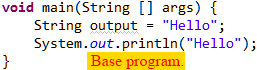 void main(String [] args) {
    String output = "Hello";
    System.out.println("Hello");
}
Base program.